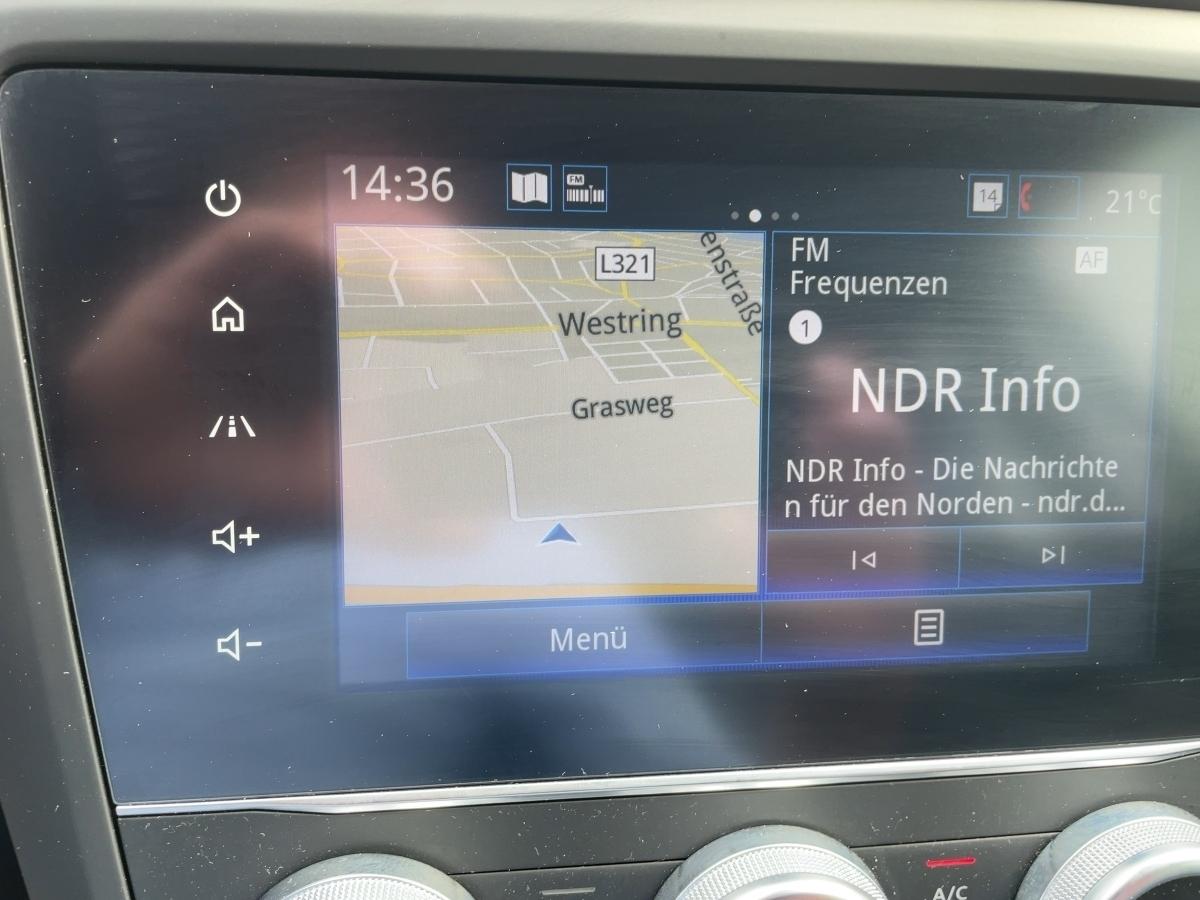 14:36
FM
14
21°C
L321
enstraße
Westring
Grasweg
FM
AF
Frequenzen
1
NDR Info
NDR Info - Die Nachrichte
n für den Norden - ndr.d...
Menü
A/C